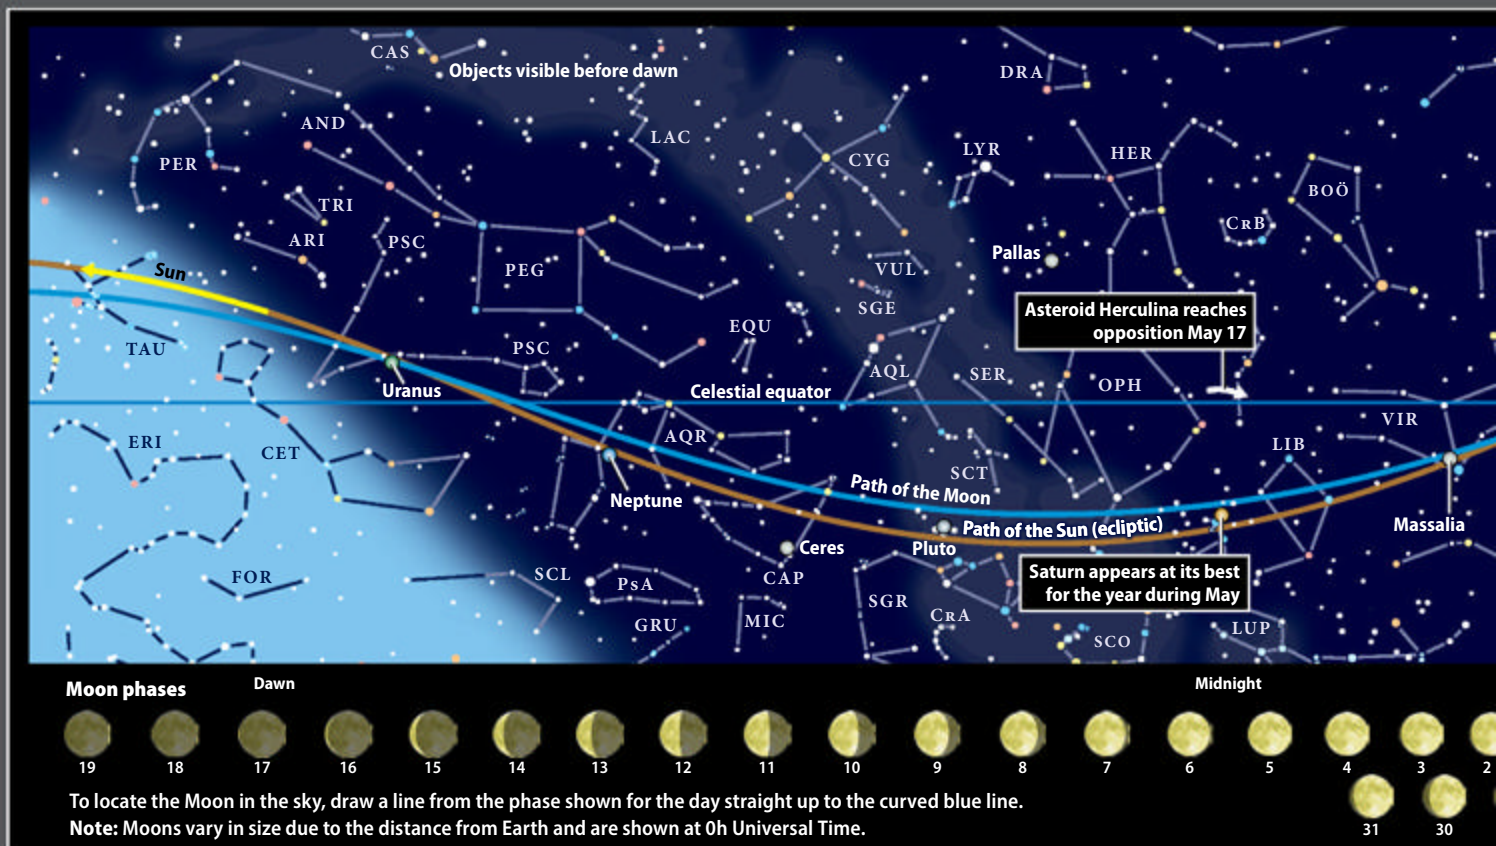 CAS
Objects visible before dawn
DRA
AND
LAC
PER
CYG
LYR
HER
BOÖ
TRI
ARI
PSC
CRB
Sun
PEG
VUL
Pallas
SGE
Asteroid Herculina reaches
opposition May 17
EQU
TAU
PSC
AQL
SER
OPH
Uranus
Celestial equator
VIR
ERI
CET
AQR
LIB
SCT
Neptune
Path of the Moon
Path of the Sun (ecliptic)
Massalia
Ceres
Pluto
FOR
SCL
PSA
CAP
Saturn appears at its best
for the year during May
SGR
CRA
GRU
MIC
SCO
LUP
Moon phases
Dawn
Midnight
19 18 17 16 15 14 13 12 11 10 9 8 7 6 5 4 3 2
To locate the Moon in the sky, draw a line from the phase shown for the day straight up to the curved blue line.
Note: Moons vary in size due to the distance from Earth and are shown at 0h Universal Time.
31 30